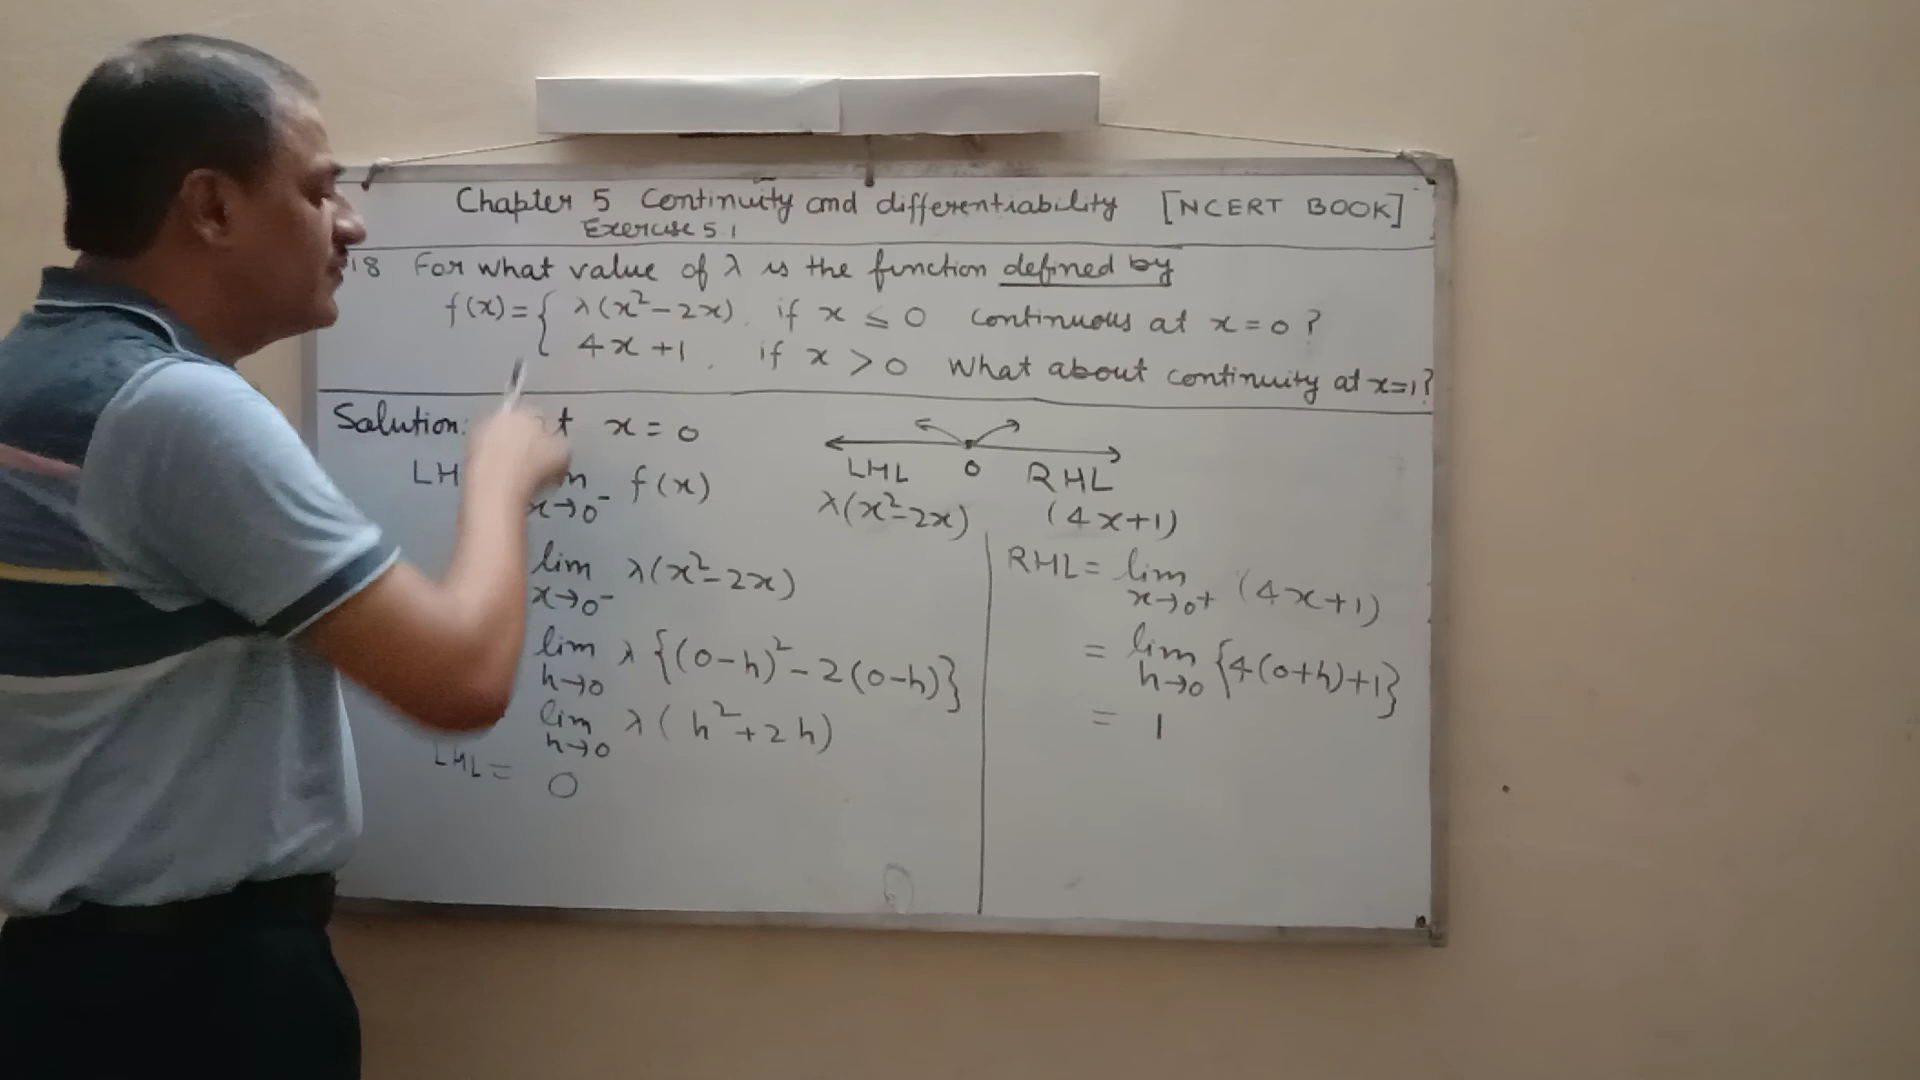 Chapter 5 Continuity and differentiability [NCERT BOOK]
Exercise 5.1
18 For what value of λ is the function defined by
f(x) = { λ(x²-2x), if x ≤ 0 continuous at x = 0 ?
4x+1, if x > 0 What about continuity at x=1?
Solution: x = 0
LHL 0 RHL
λ(x²-2x) (4x+1)
LH f(x)
x→0⁻
lim λ(x²-2x)
x→0⁻
lim λ{(0-h)²-2(0-h)}
h→0
lim λ(h²+2h)
h→0
LHL = 0
RHL = lim (4x+1)
x→0+
= lim {4(0+h)+1}
h→0
= 1